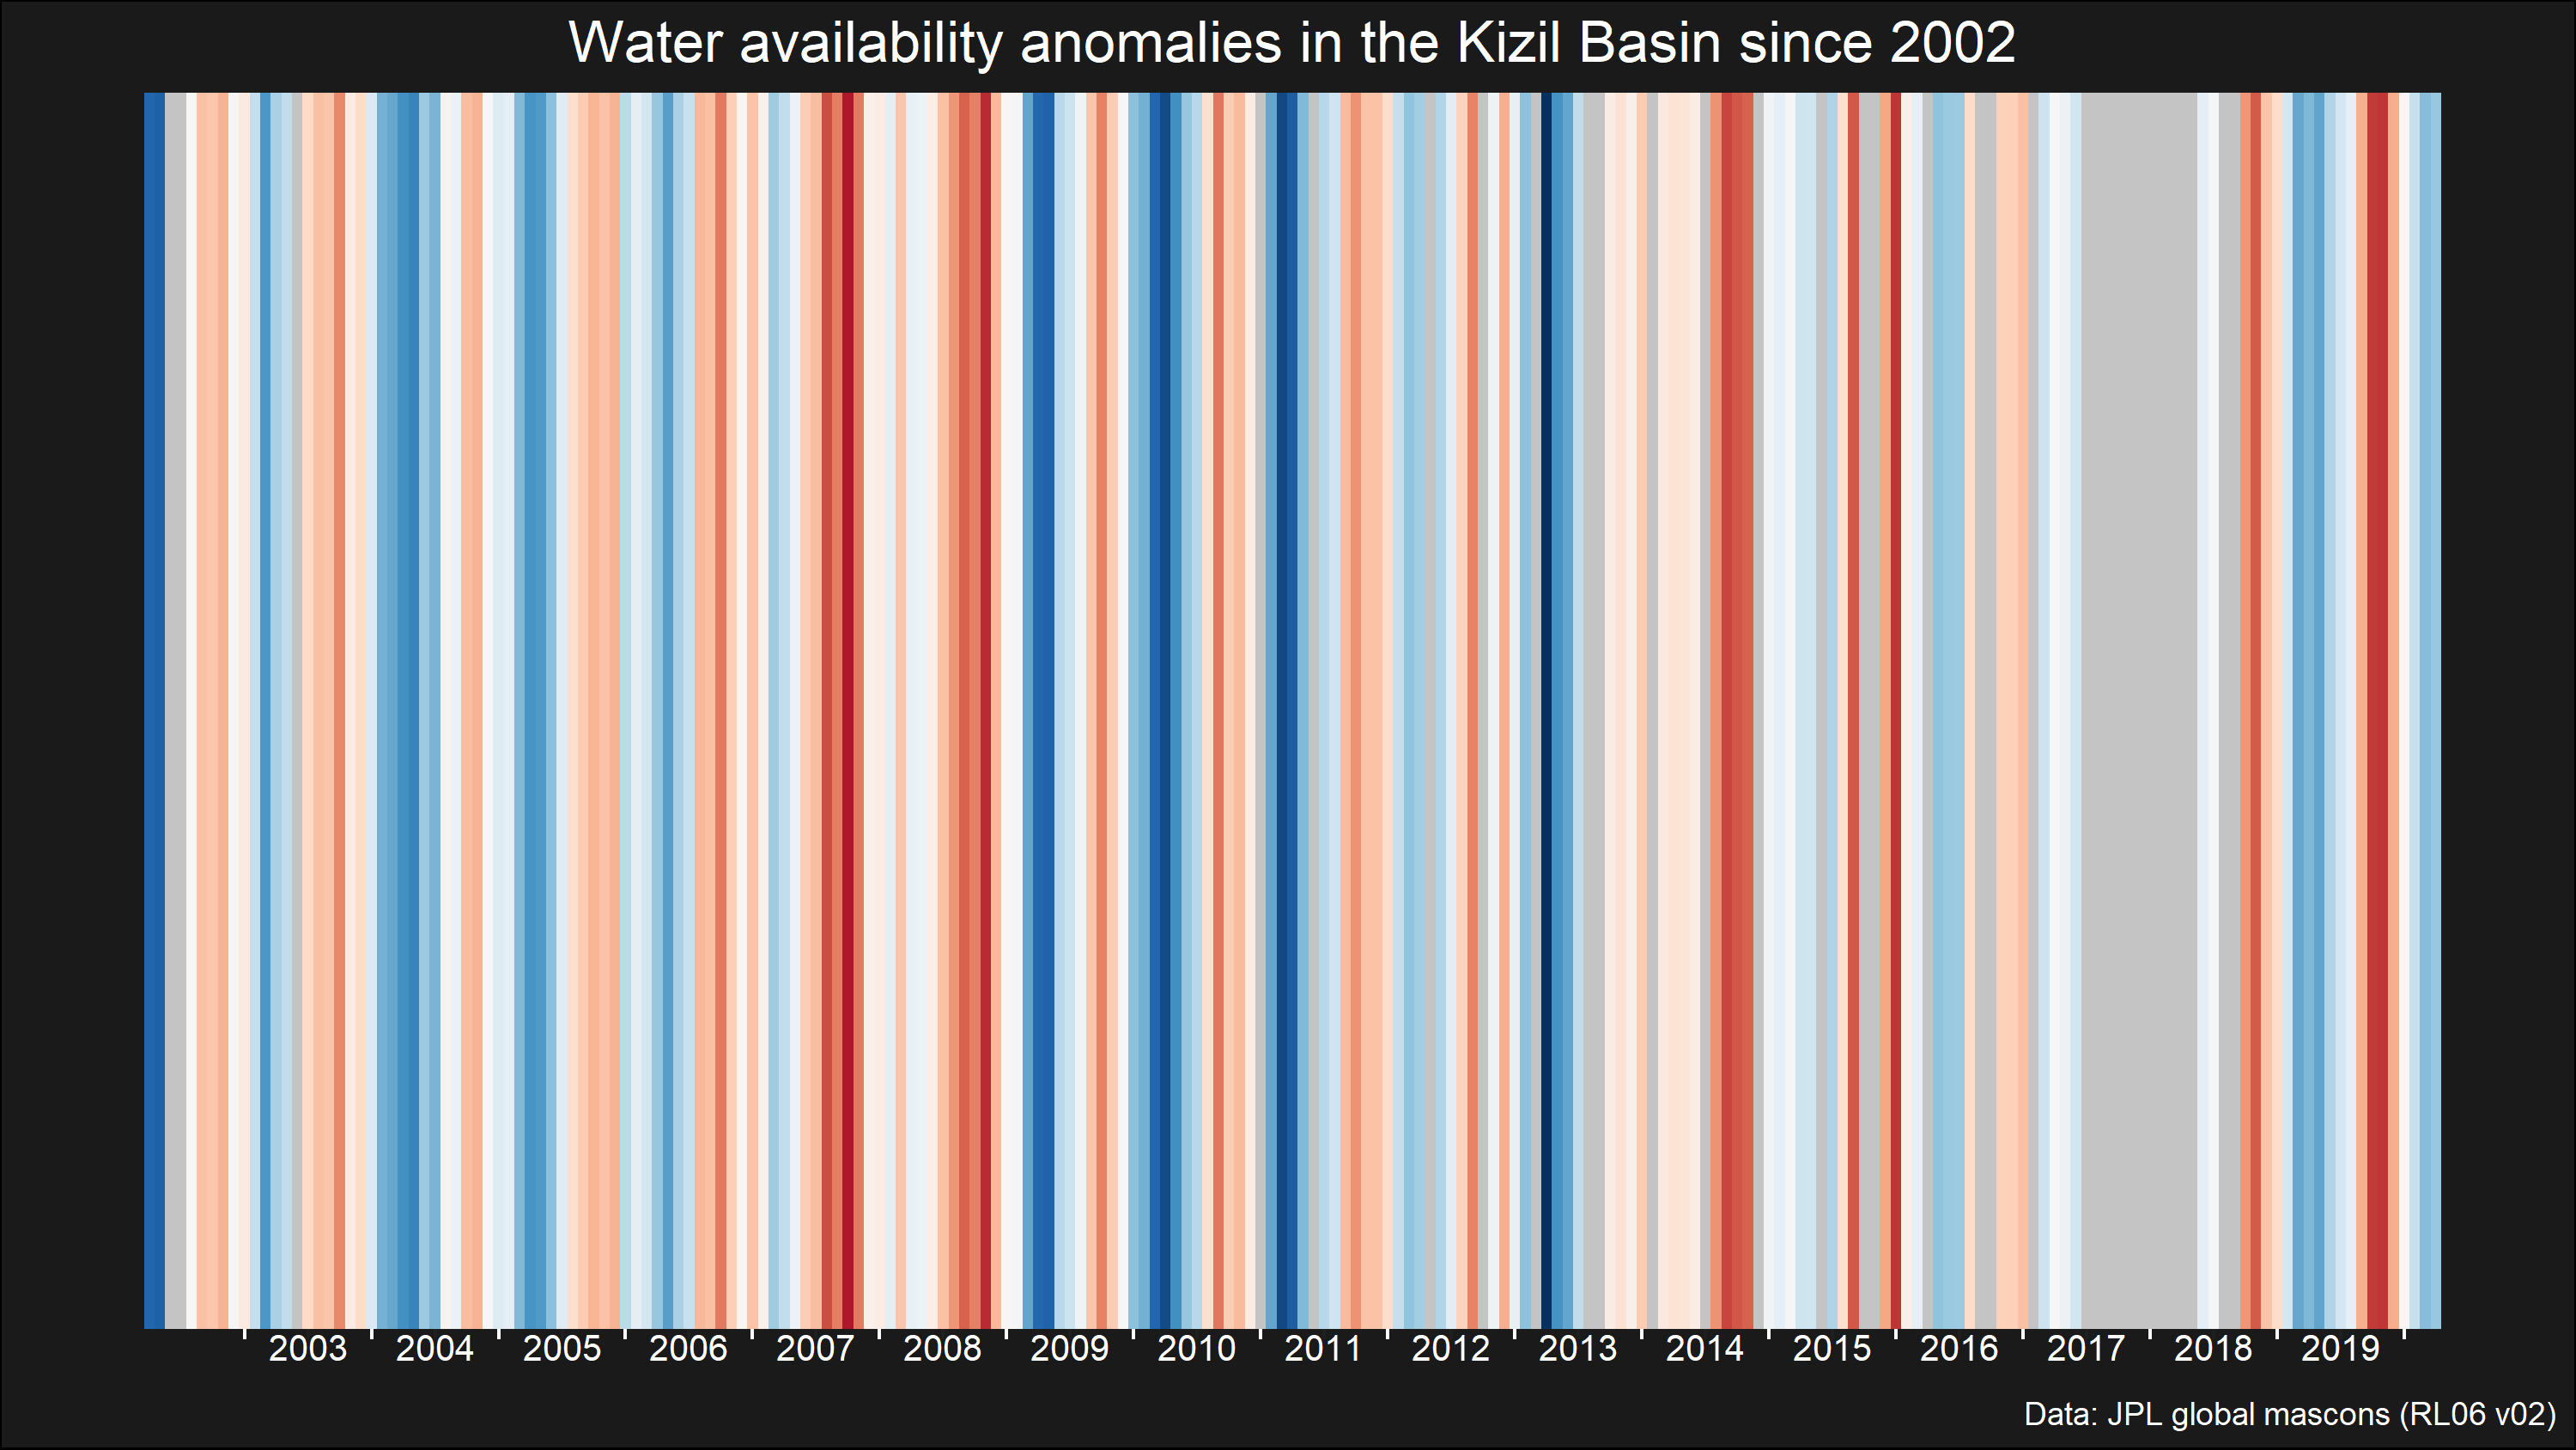 Water availability anomalies in the Kizil Basin since 2002
2003 2004 2005 2006 2007 2008 2009 2010 2011 2012 2013 2014 2015 2016 2017 2018 2019
Data: JPL global mascons (RL06 v02)